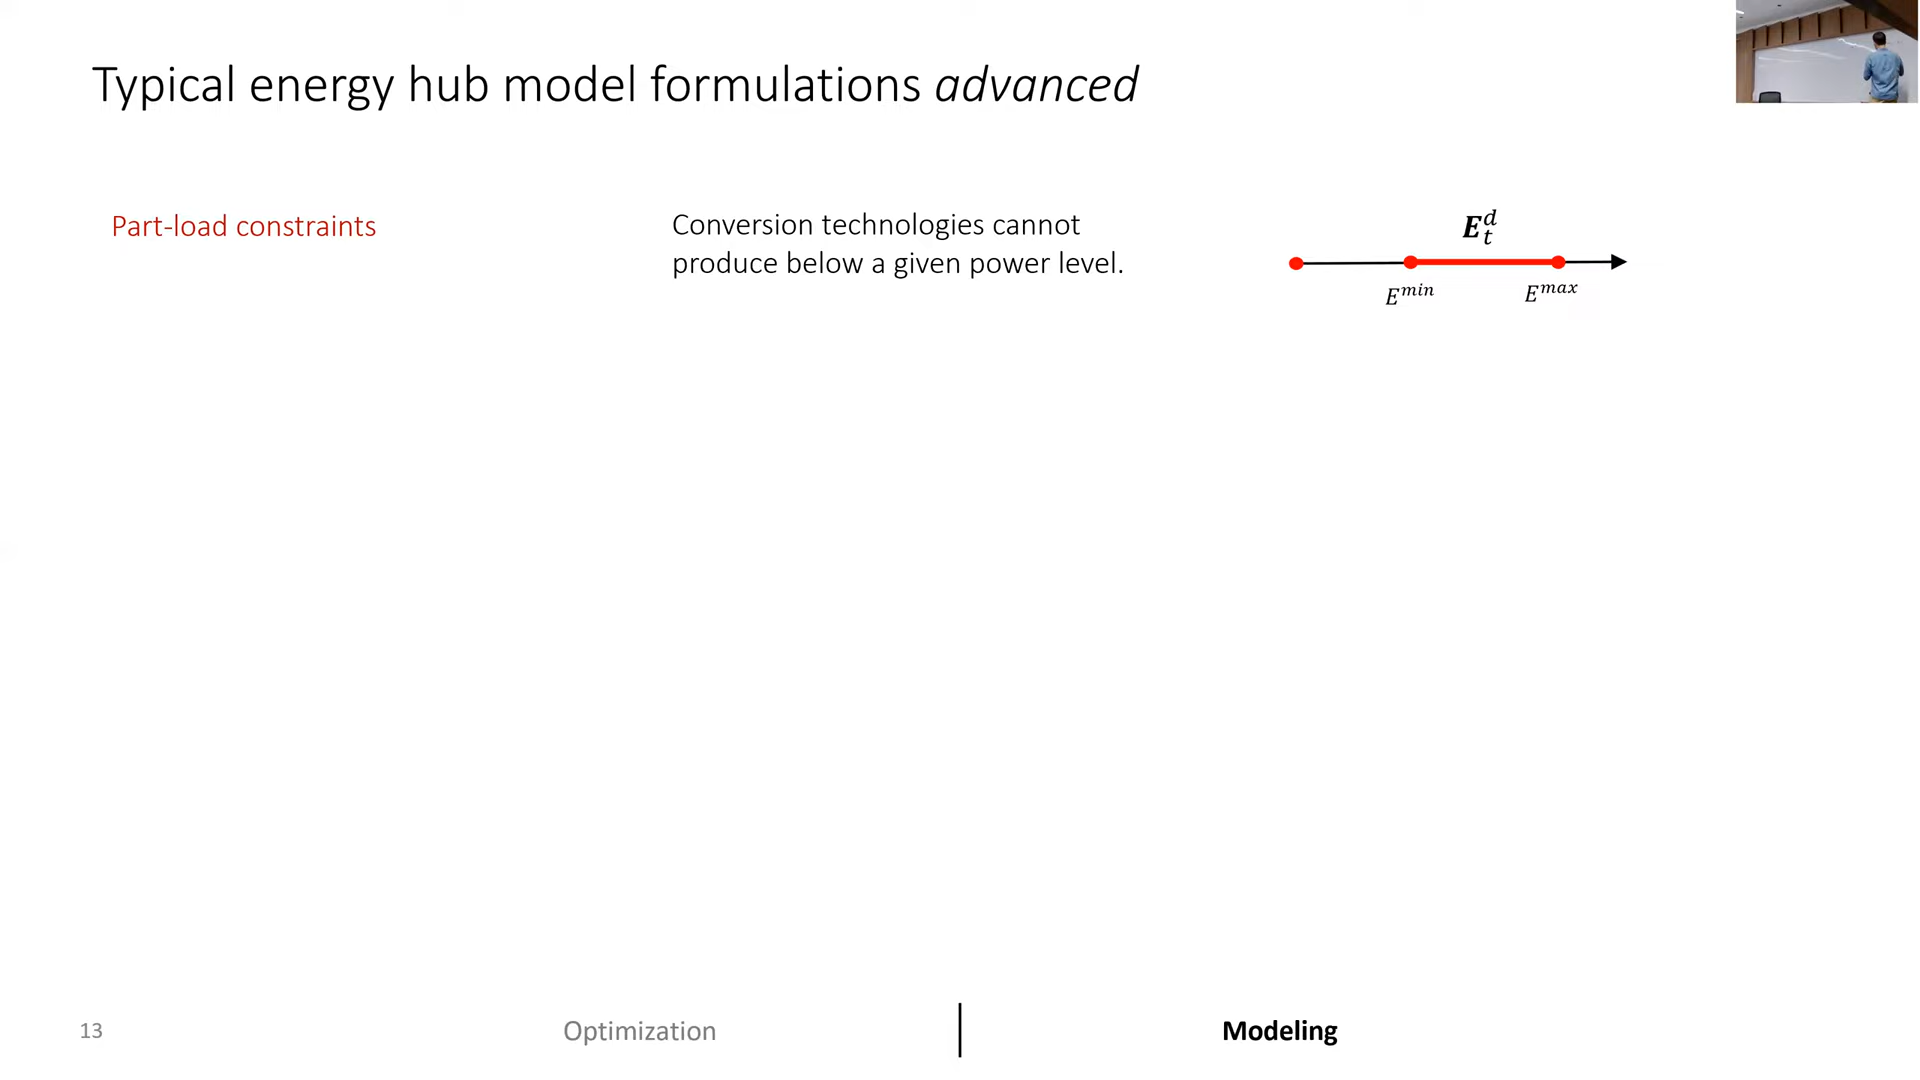 Typical energy hub model formulations advanced
Part-load constraints
Conversion technologies cannot
produce below a given power level.
E_t^d
E^min
E^max
13
Optimization
Modeling